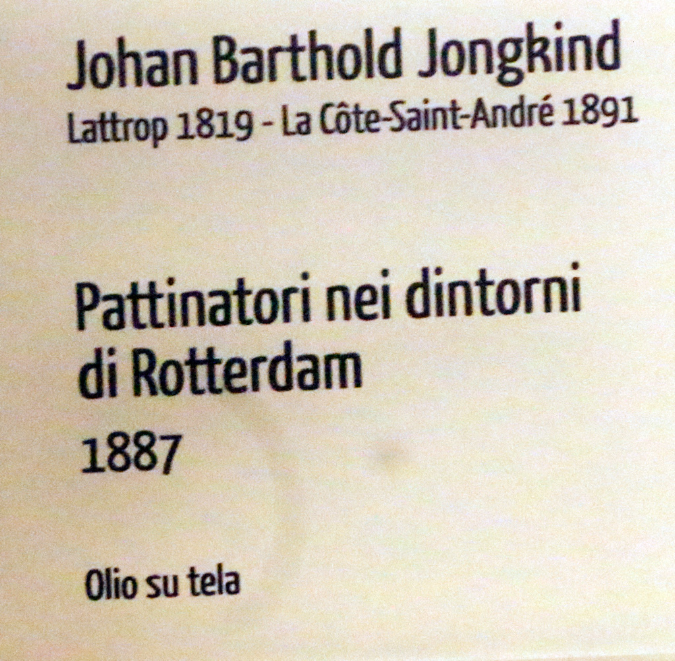 Johan Barthold Jongkind
Lattrop 1819 - La Côte-Saint-André 1891
Pattinatori nei dintorni
di Rotterdam
1887
Olio su tela